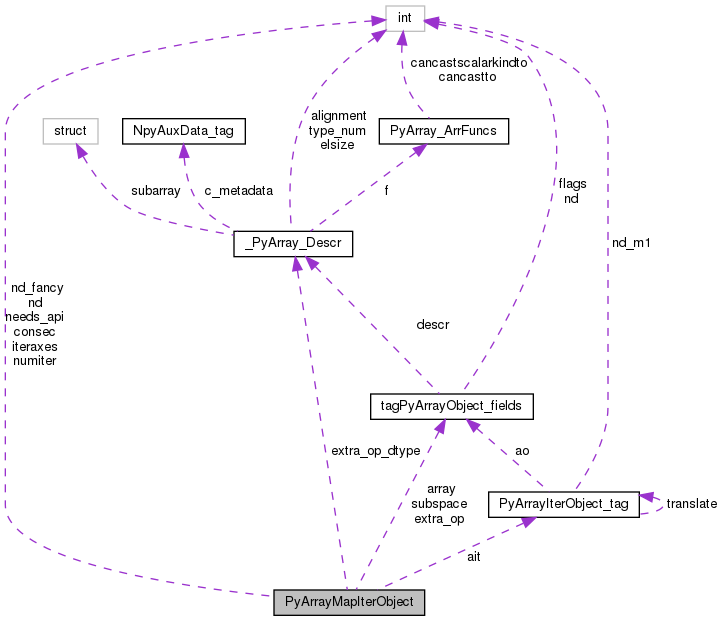 int
cancastscalarkindto
cancastto
alignment
type_num
elsize
struct
NpyAuxData_tag
PyArray_ArrFuncs
subarray
c_metadata
f
flags
nd
_PyArray_Descr
nd_m1
nd_fancy
nd
needs_api
consec
iteraxes
numiter
descr
tagPyArrayObject_fields
extra_op_dtype
ao
array
subspace
extra_op
PyArrayIterObject_tag
translate
ait
PyArrayMapIterObject